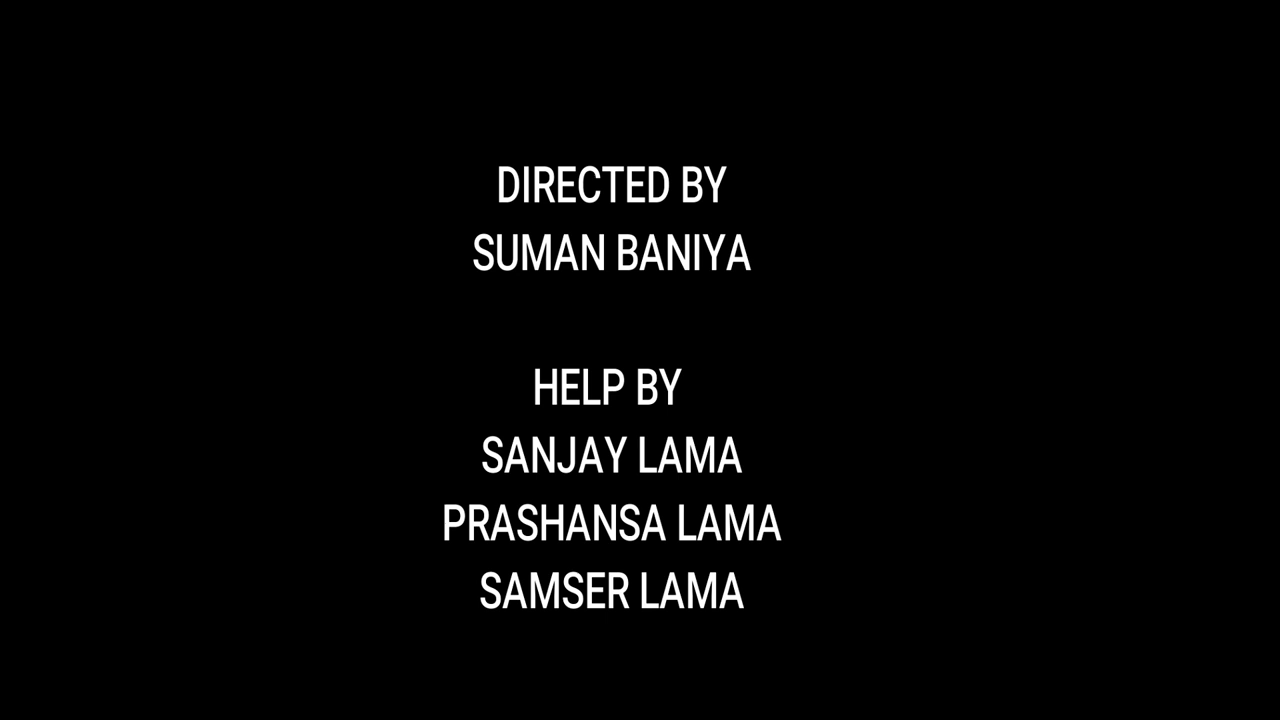 DIRECTED BY
SUMAN BANIYA
HELP BY
SANJAY LAMA
PRASHANSA LAMA
SAMSER LAMA